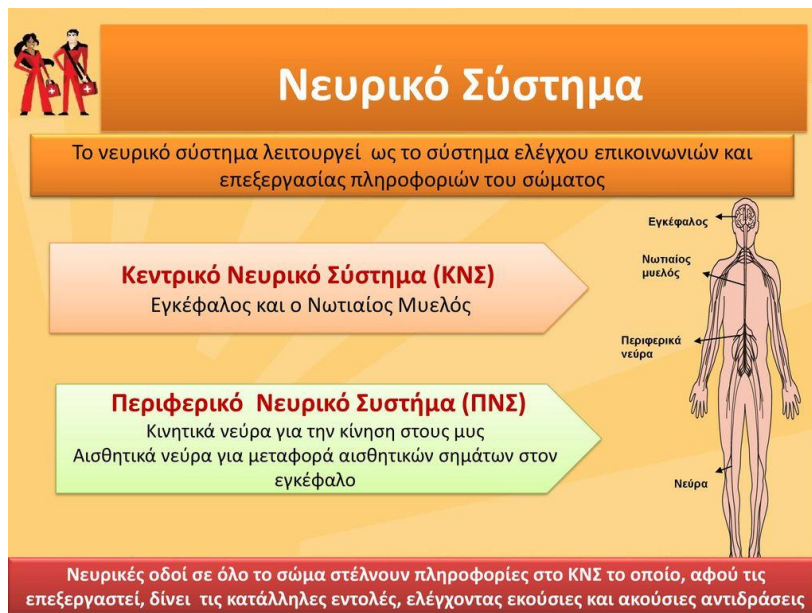 Νευρικό Σύστημα
Το νευρικό σύστημα λειτουργεί ως το σύστημα ελέγχου επικοινωνιών και
επεξεργασίας πληροφοριών του σώματος
Κεντρικό Νευρικό Σύστημα (ΚΝΣ)
Εγκέφαλος και ο Νωτιαίος Μυελός
Περιφερικό Νευρικό Συστήμα (ΠΝΣ)
Κινητικά νεύρα για την κίνηση στους μυς
Αισθητικά νεύρα για μεταφορά αισθητικών σημάτων στον
εγκέφαλο
Εγκέφαλος
Νωτιαίος
μυελός
Περιφερικά
νεύρα
Νεύρα
Νευρικές οδοί σε όλο το σώμα στέλνουν πληροφορίες στο ΚΝΣ το οποίο, αφού τις
επεξεργαστεί, δίνει τις κατάλληλες εντολές, ελέγχοντας εκούσιες και ακούσιες αντιδράσεις